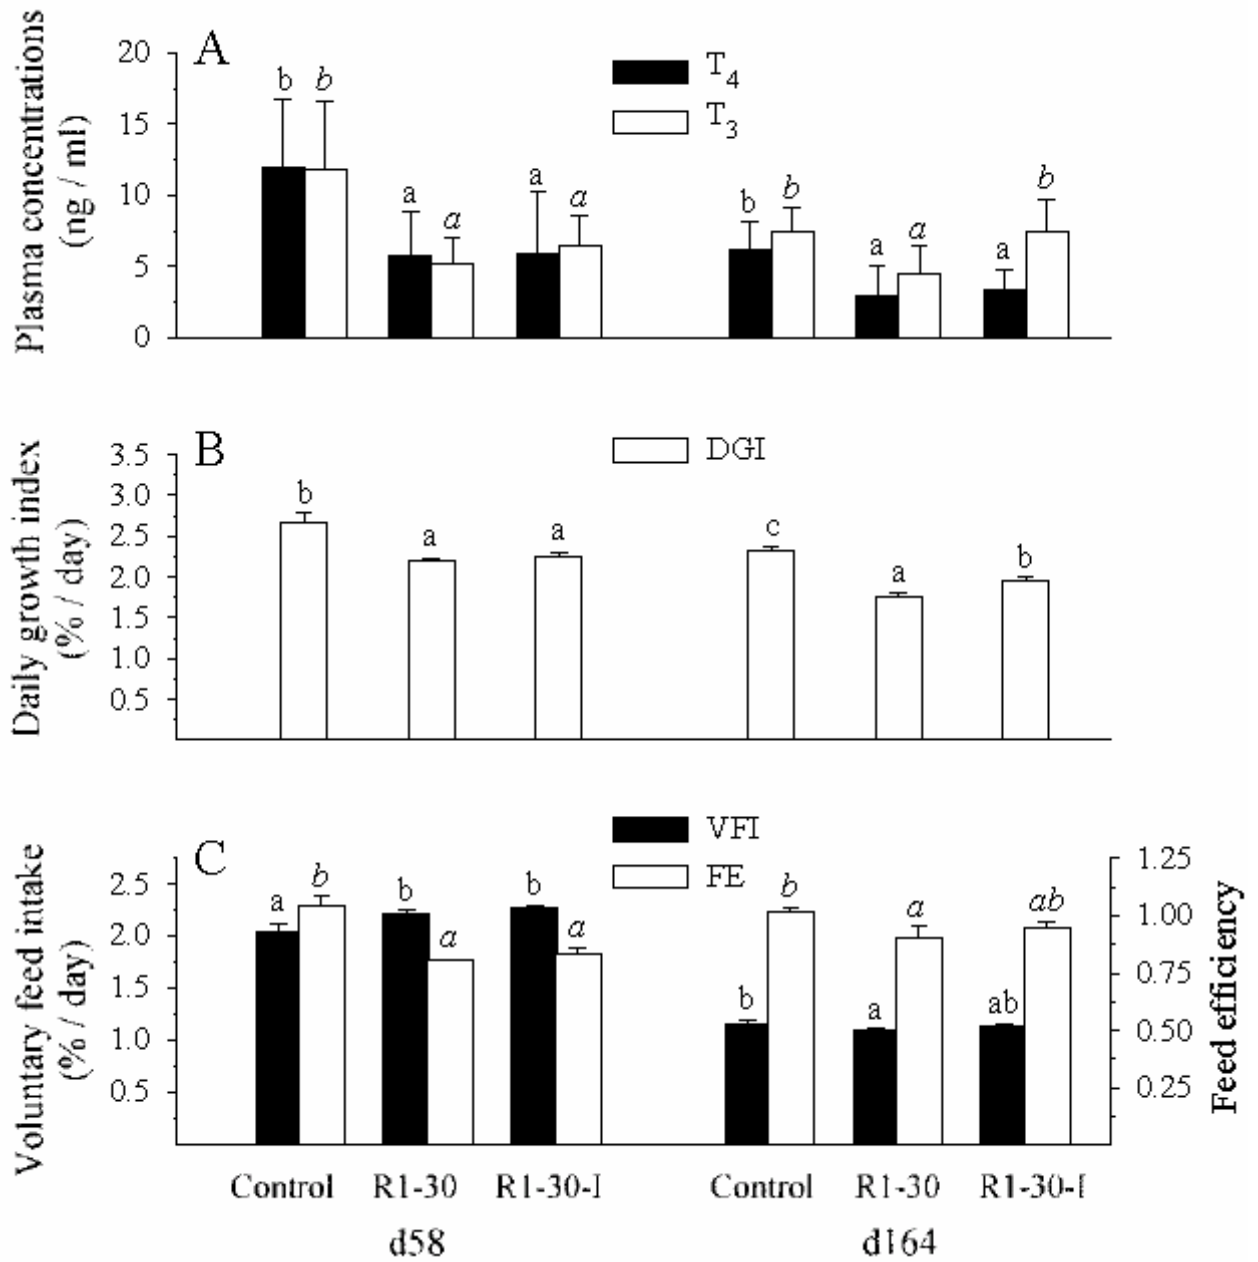 A
T4
T3
Plasma concentrations
(ng / ml)
20
15
10
5
0
b b a a a a b b a a a b
B
DGI
Daily growth index
(% / day)
3.5
3.0
2.5
2.0
1.5
1.0
0.5
b a a c a b
C
VFI
FE
Voluntary feed intake
(% / day)
2.5
2.0
1.5
1.0
0.5
a b b a b a b b a a ab ab
1.25
1.00
0.75
0.50
0.25
Feed efficiency
Control R1-30 R1-30-I Control R1-30 R1-30-I
d58 d164